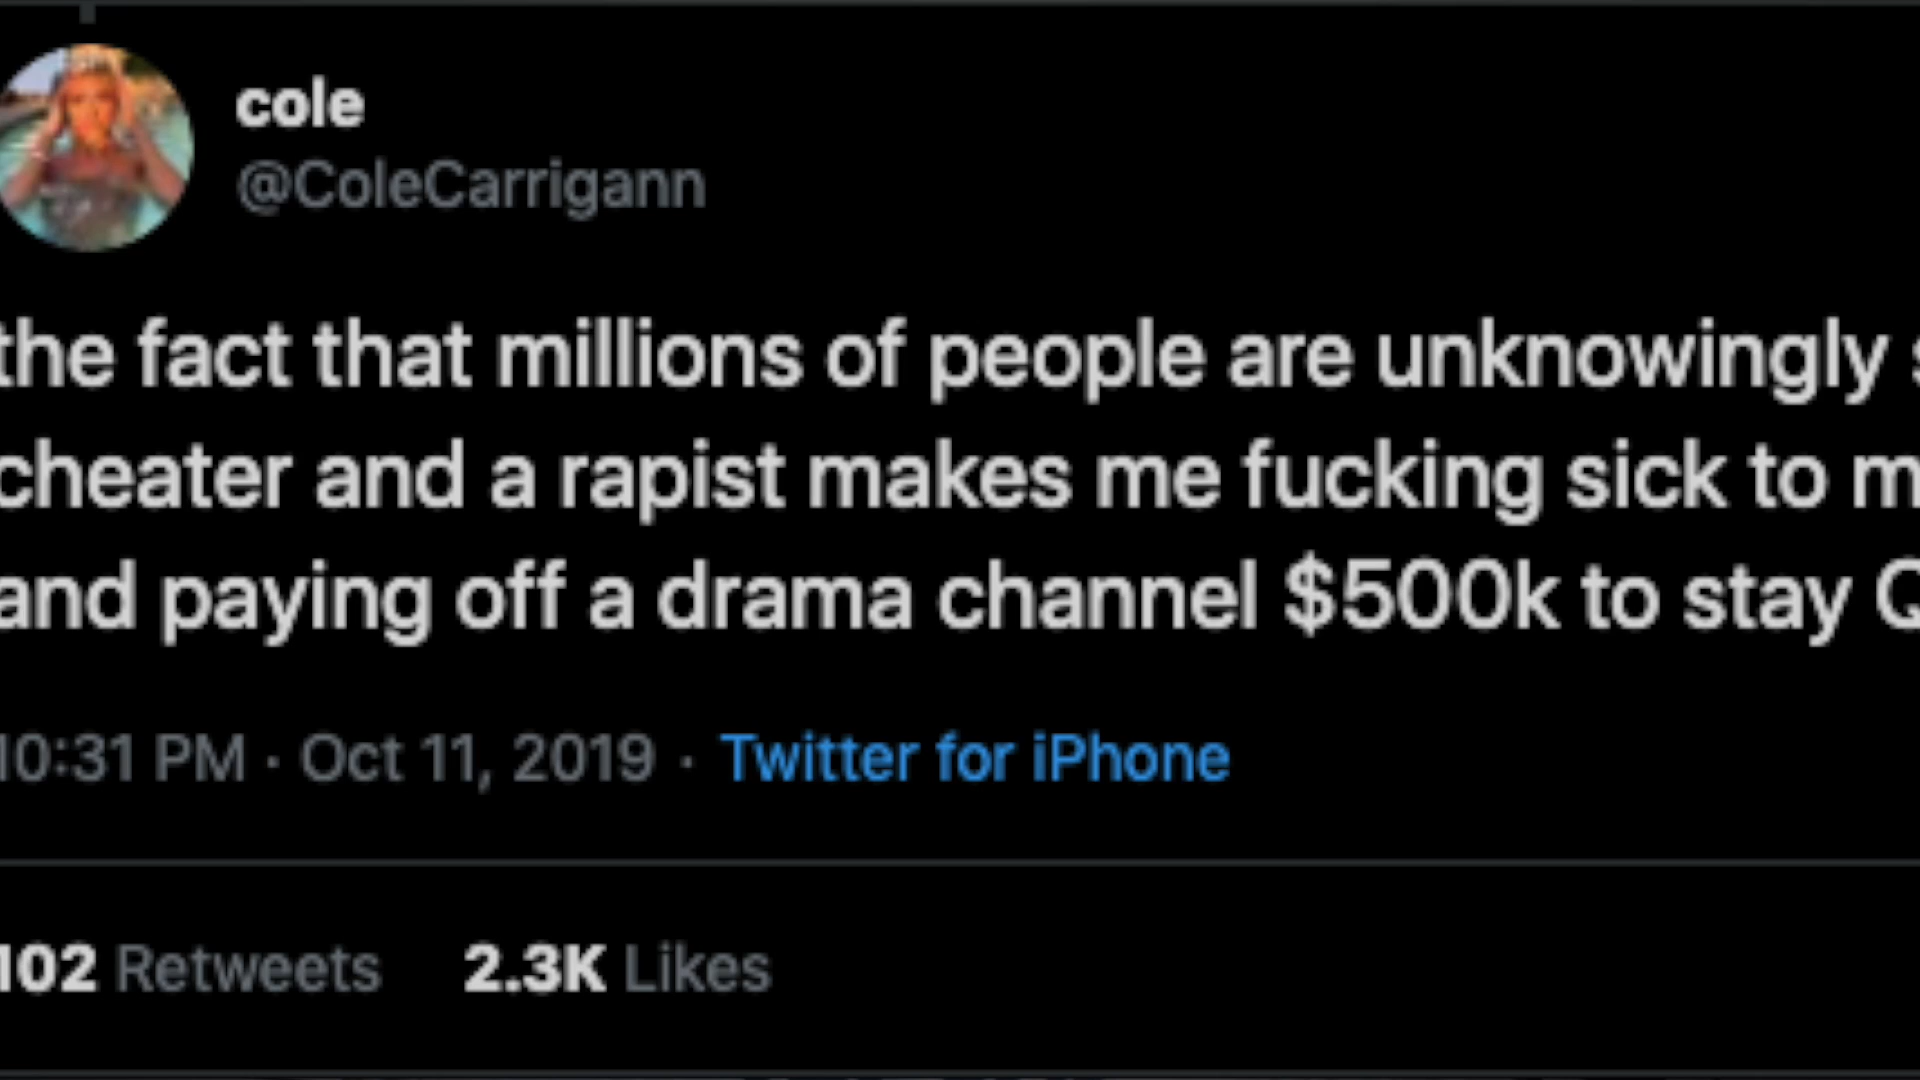 cole
@ColeCarrigann
the fact that millions of people are unknowingly
cheater and a rapist makes me fucking sick to
and paying off a drama channel $500k to stay
10:31 PM · Oct 11, 2019 · Twitter for iPhone
102 Retweets 2.3K Likes